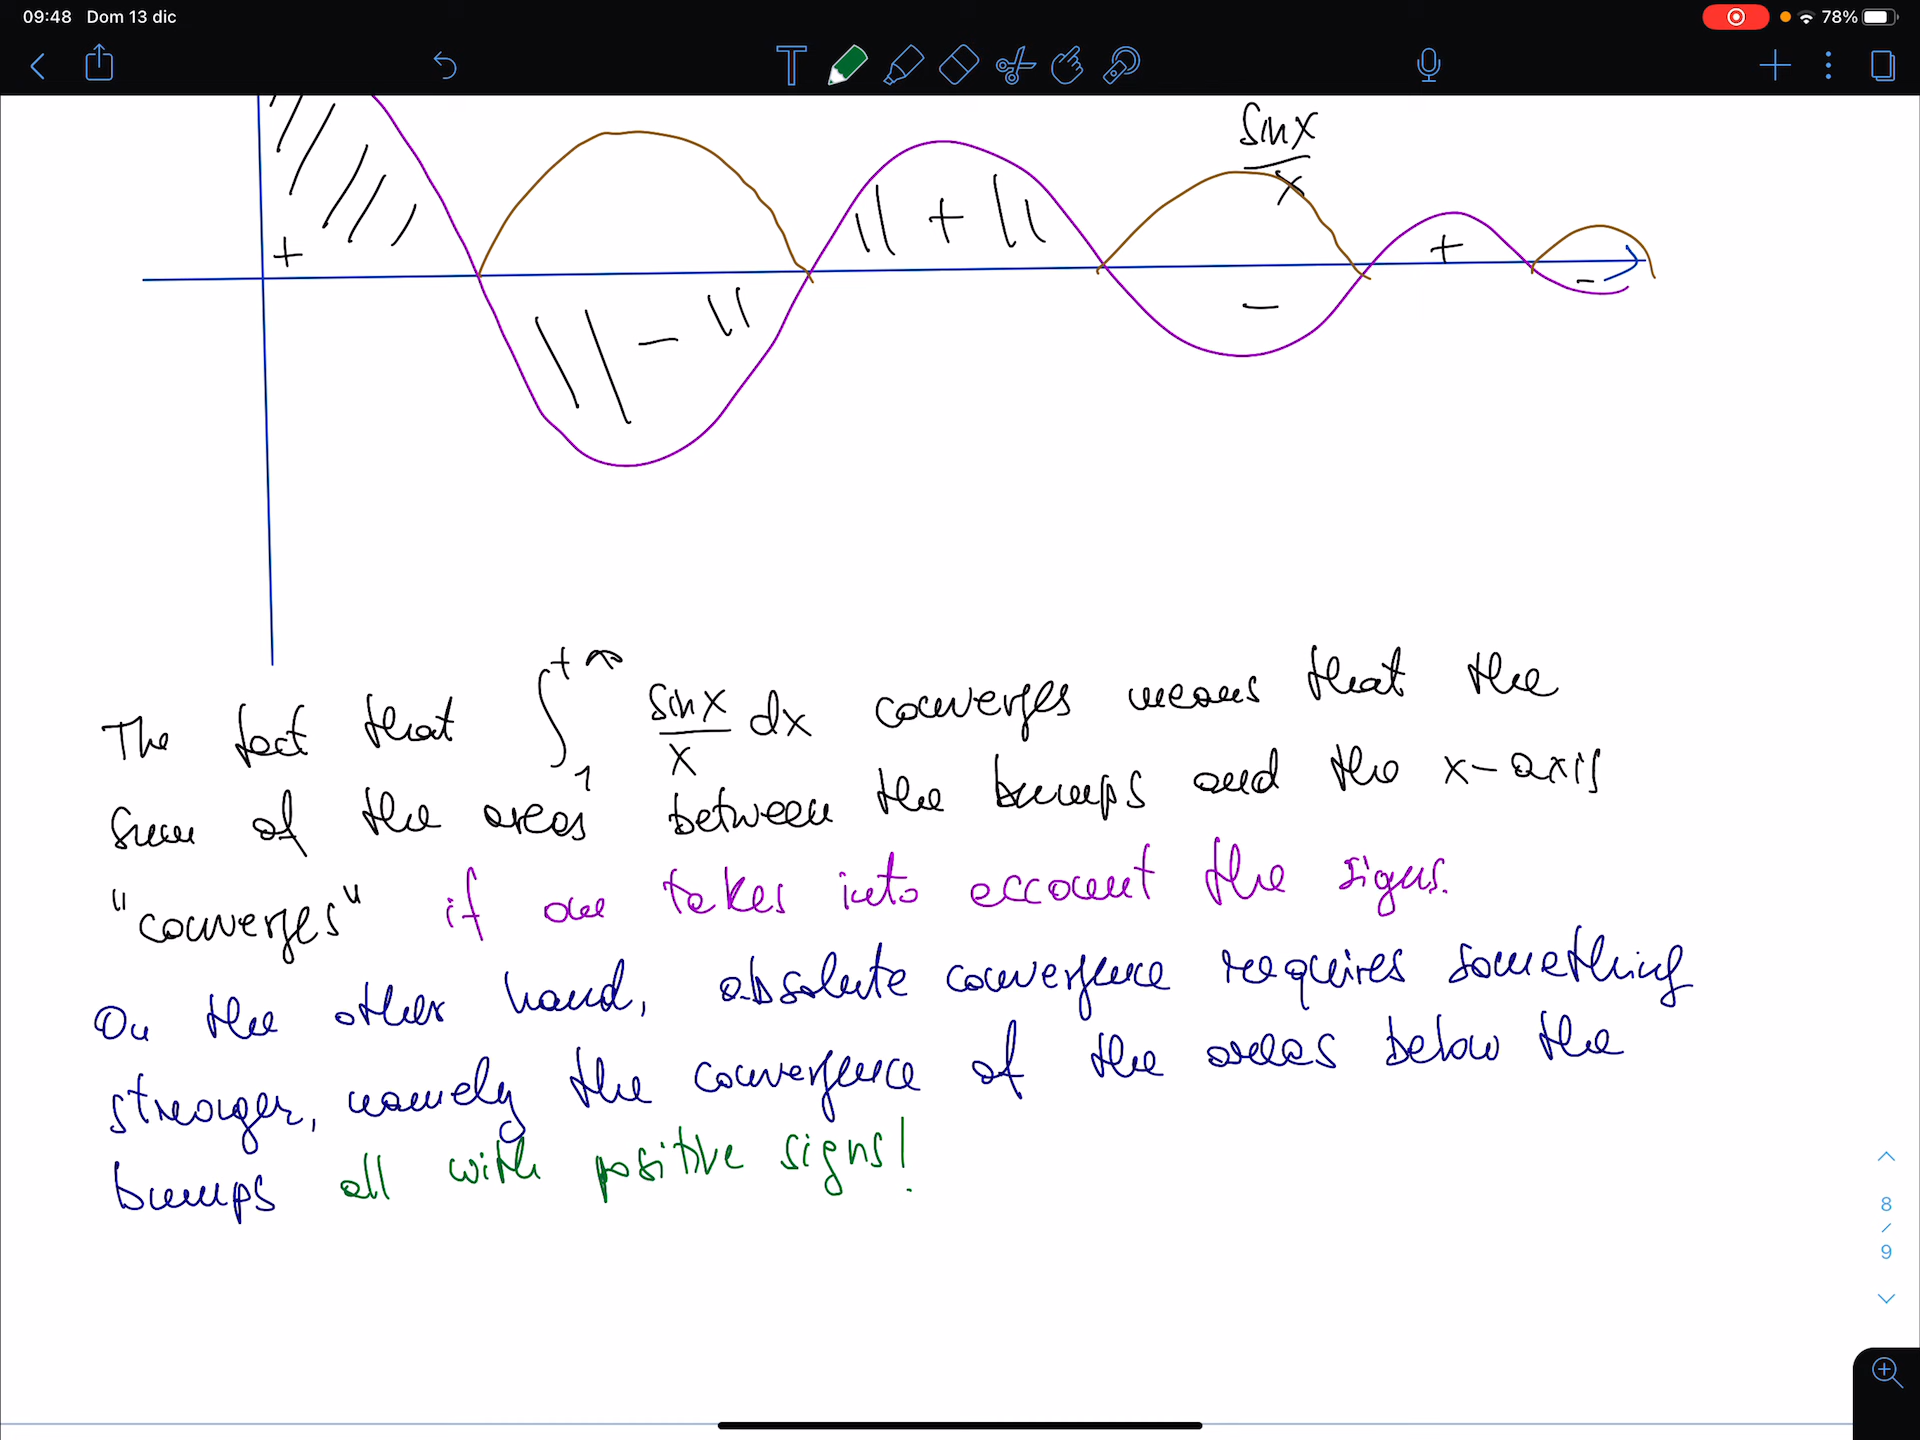 09:48 Dom 13 dic 78%
T
sin x
x
+
|| + ||
+
|| - ||
-
-
The fact that ∫₁^{+∞} sin x / x dx converges means that the
sum of the areas between the bumps and the x-axis
"converges" if one takes into account the signs.
On the other hand, absolute convergence requires something
stronger, namely the convergence of the areas below the
bumps all with positive signs!
8
/
9